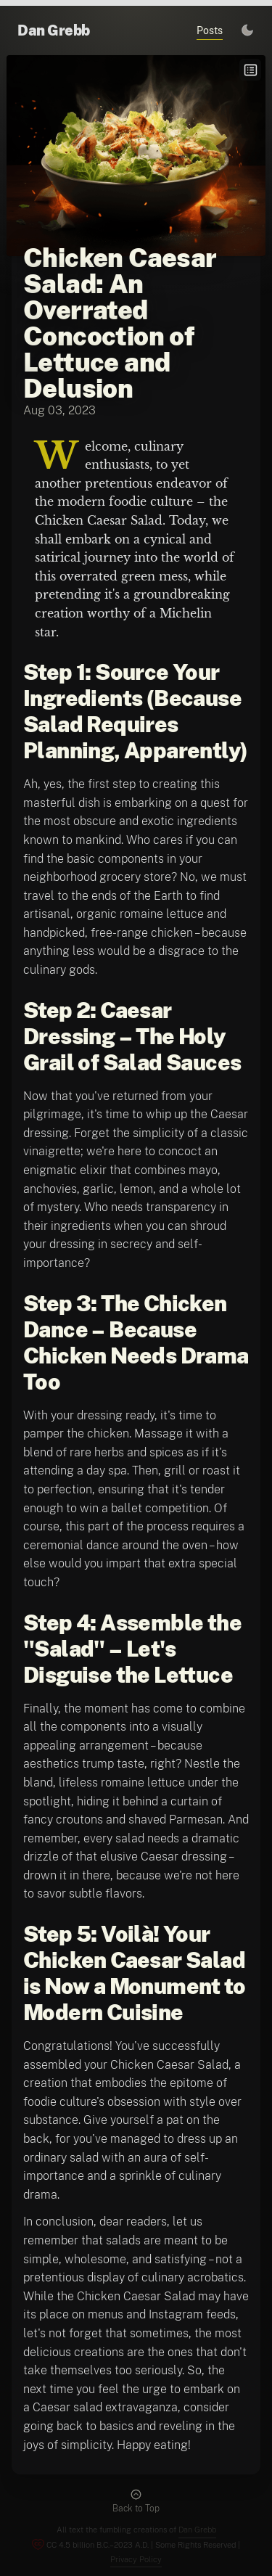 Dan Grebb
Posts
Chicken Caesar
Salad: An
Overrated
Concoction of
Lettuce and
Delusion
Aug 03, 2023
Welcome, culinary
enthusiasts, to yet
another pretentious endeavor of
the modern foodie culture – the
Chicken Caesar Salad. Today, we
shall embark on a cynical and
satirical journey into the world of
this overrated green mess, while
pretending it's a groundbreaking
creation worthy of a Michelin
star.
Step 1: Source Your
Ingredients (Because
Salad Requires
Planning, Apparently)
Ah, yes, the first step to creating this
masterful dish is embarking on a quest for
the most obscure and exotic ingredients
known to mankind. Who cares if you can
find the basic components in your
neighborhood grocery store? No, we must
travel to the ends of the Earth to find
artisanal, organic romaine lettuce and
handpicked, free-range chicken – because
anything less would be a disgrace to the
culinary gods.
Step 2: Caesar
Dressing – The Holy
Grail of Salad Sauces
Now that you've returned from your
pilgrimage, it's time to whip up the Caesar
dressing. Forget the simplicity of a classic
vinaigrette; we're here to concoct an
enigmatic elixir that combines mayo,
anchovies, garlic, lemon, and a whole lot
of mystery. Who needs transparency in
their ingredients when you can shroud
your dressing in secrecy and self-
importance?
Step 3: The Chicken
Dance – Because
Chicken Needs Drama
Too
With your dressing ready, it's time to
pamper the chicken. Massage it with a
blend of rare herbs and spices as if it's
attending a day spa. Then, grill or roast it
to perfection, ensuring that it's tender
enough to win a ballet competition. Of
course, this part of the process requires a
ceremonial dance around the oven – how
else would you impart that extra special
touch?
Step 4: Assemble the
"Salad" – Let's
Disguise the Lettuce
Finally, the moment has come to combine
all the components into a visually
appealing arrangement – because
aesthetics trump taste, right? Nestle the
bland, lifeless romaine lettuce under the
spotlight, hiding it behind a curtain of
fancy croutons and shaved Parmesan. And
remember, every salad needs a dramatic
drizzle of that elusive Caesar dressing –
drown it in there, because we're not here
to savor subtle flavors.
Step 5: Voilà! Your
Chicken Caesar Salad
is Now a Monument to
Modern Cuisine
Congratulations! You've successfully
assembled your Chicken Caesar Salad, a
creation that embodies the epitome of
foodie culture's obsession with style over
substance. Give yourself a pat on the
back, for you've managed to dress up an
ordinary salad with an aura of self-
importance and a sprinkle of culinary
drama.
In conclusion, dear readers, let us
remember that salads are meant to be
simple, wholesome, and satisfying – not a
pretentious display of culinary acrobatics.
While the Chicken Caesar Salad may have
its place on menus and Instagram feeds,
let's not forget that sometimes, the most
delicious creations are the ones that don't
take themselves too seriously. So, the
next time you feel the urge to embark on
a Caesar salad extravaganza, consider
going back to basics and reveling in the
joys of simplicity. Happy eating!
Back to Top
All text the fumbling creations of Dan Grebb
CC 4.5 billion B.C.-2023 A.D. | Some Rights Reserved |
Privacy Policy